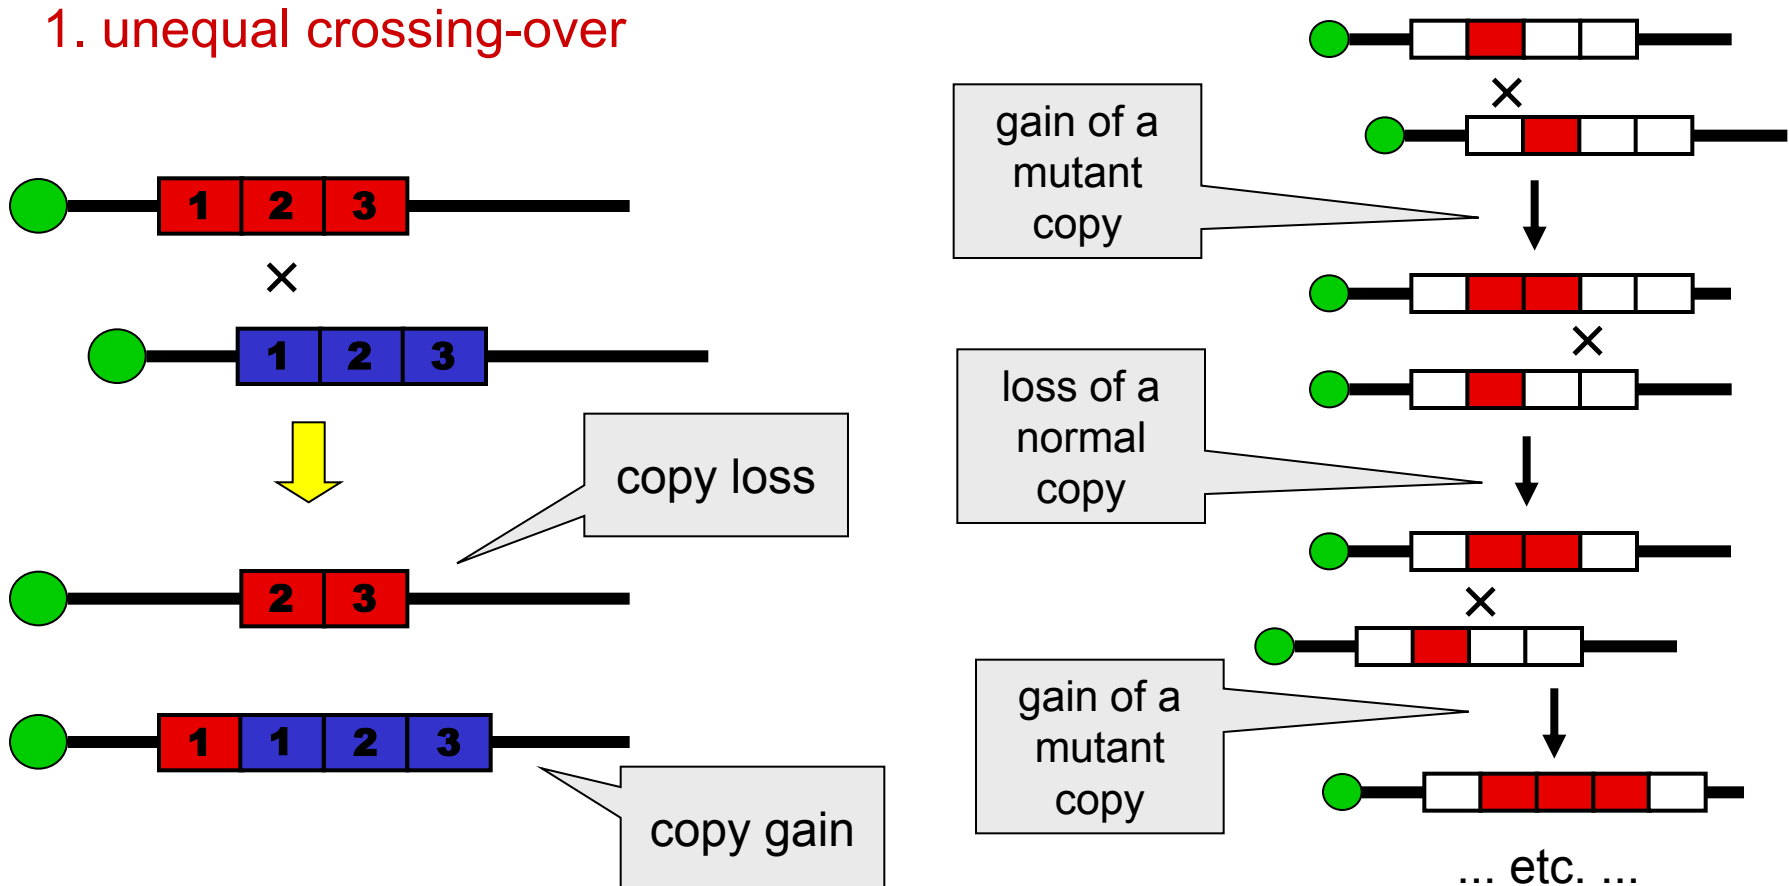 1. unequal crossing-over
1 2 3
×
1 2 3
copy loss
2 3
1 1 2 3
copy gain
×
gain of a
mutant
copy
×
loss of a
normal
copy
×
gain of a
mutant
copy
... etc. ...